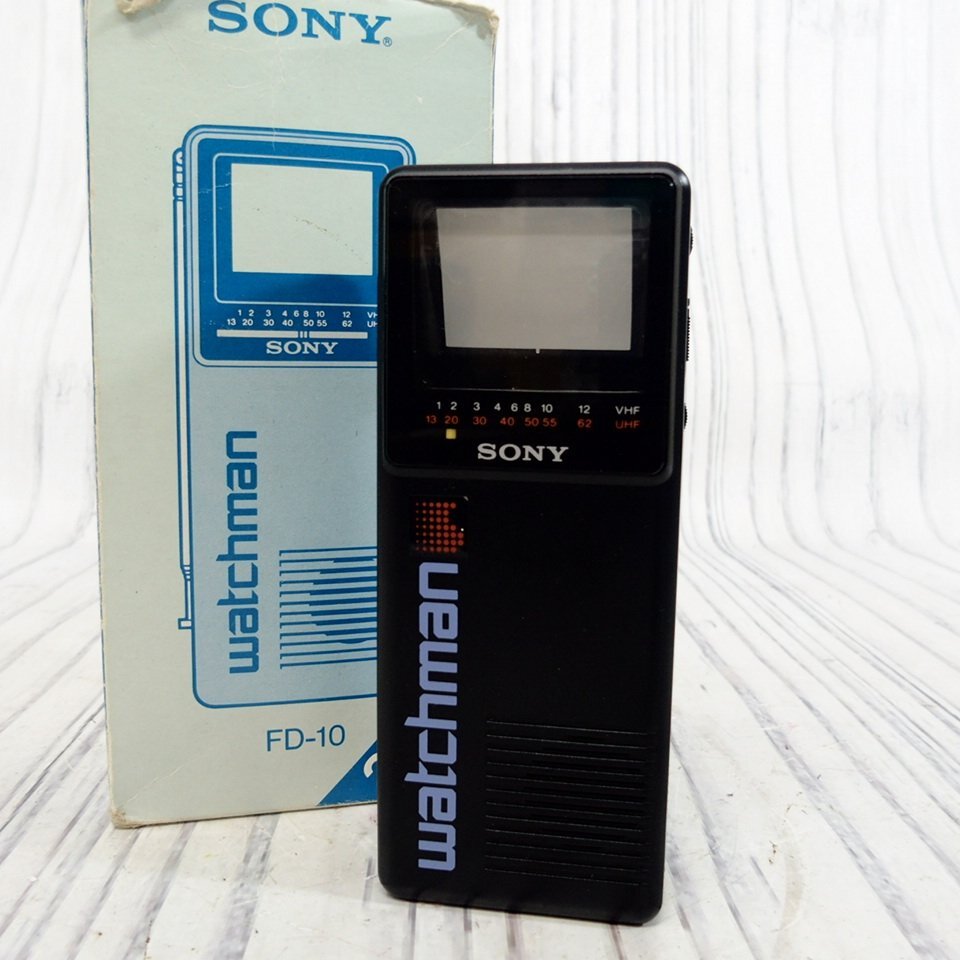 SONY®
1 2 3 4 6 8 10 12 VH
13 20 30 40 50 55 62 UH
SONY
watchman
FD-10
1 2 3 4 6 8 10 12 VHF
13 20 30 40 50 55 62 UHF
SONY
watchman